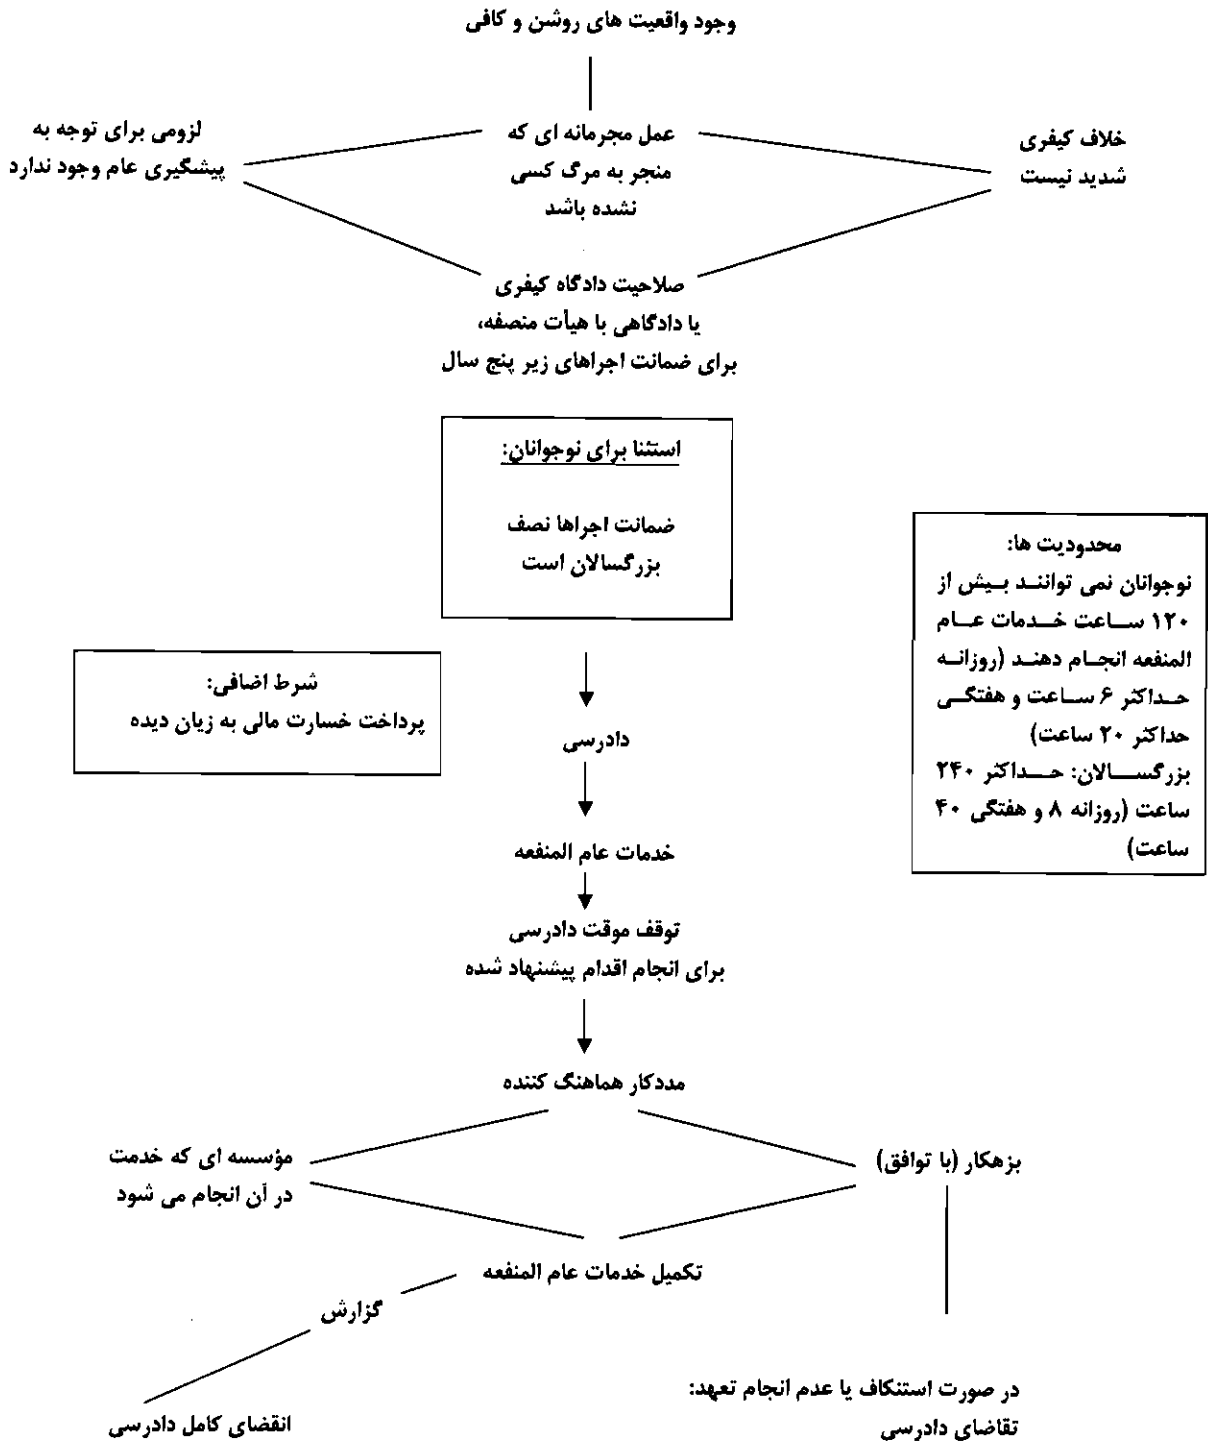 وجود واقعیت های روشن و کافی
خلاف کیفری
شدید نیست
عمل مجرمانه ای که
منجر به مرگ کسی
نشده باشد
لزومی برای توجه به
پیشگیری عام وجود ندارد
صلاحیت دادگاه کیفری
یا دادگاهی با هیأت منصفه،
برای ضمانت اجراهای زیر پنج سال
استثنا برای نوجوانان:
ضمانت اجراها نصف
بزرگسالان است
محدودیت ها:
نوجوانان نمی توانند بیش از
۱۲۰ ساعت خدمات عام
المنفعه انجام دهند (روزانه
حداکثر ۶ ساعت و هفتگی
حداکثر ۲۰ ساعت)
بزرگسالان: حداکثر ۲۴۰
ساعت (روزانه ۸ و هفتگی ۴۰
ساعت)
شرط اضافی:
پرداخت خسارت مالی به زیان دیده
دادرسی
خدمات عام المنفعه
توقف موقت دادرسی
برای انجام اقدام پیشنهاد شده
مددکار هماهنگ کننده
بزهکار (با توافق)
مؤسسه ای که خدمت
در آن انجام می شود
تکمیل خدمات عام المنفعه
گزارش
در صورت استنکاف یا عدم انجام تعهد:
تقاضای دادرسی
انقضای کامل دادرسی